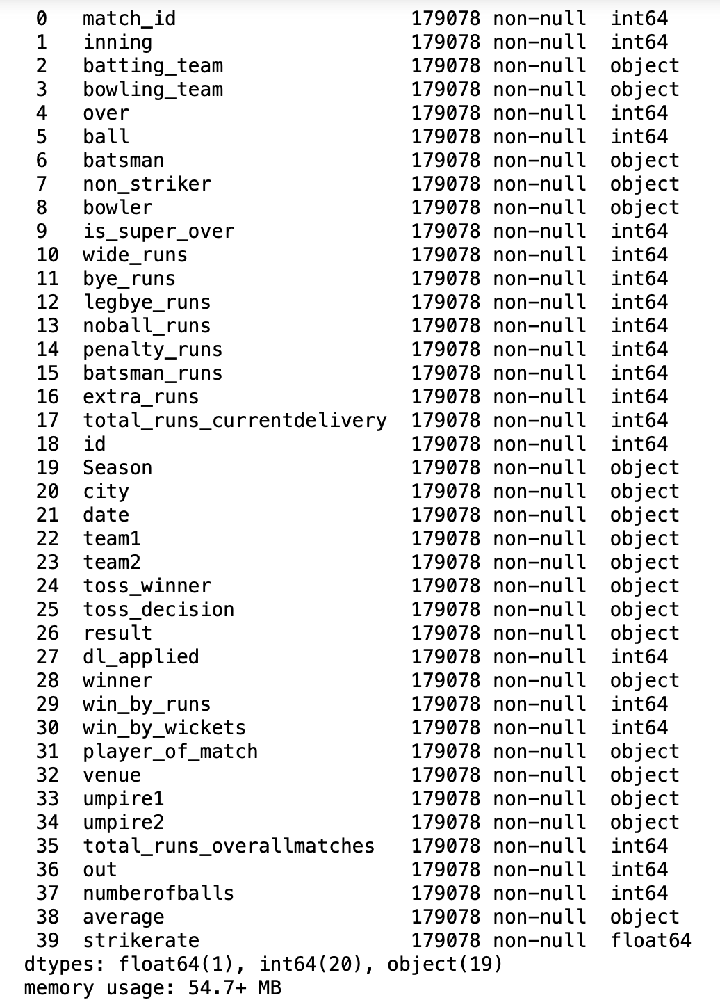 0 match_id 179078 non-null int64
1 inning 179078 non-null int64
2 batting_team 179078 non-null object
3 bowling_team 179078 non-null object
4 over 179078 non-null int64
5 ball 179078 non-null int64
6 batsman 179078 non-null object
7 non_striker 179078 non-null object
8 bowler 179078 non-null object
9 is_super_over 179078 non-null int64
10 wide_runs 179078 non-null int64
11 bye_runs 179078 non-null int64
12 legbye_runs 179078 non-null int64
13 noball_runs 179078 non-null int64
14 penalty_runs 179078 non-null int64
15 batsman_runs 179078 non-null int64
16 extra_runs 179078 non-null int64
17 total_runs_currentdelivery 179078 non-null int64
18 id 179078 non-null int64
19 Season 179078 non-null object
20 city 179078 non-null object
21 date 179078 non-null object
22 team1 179078 non-null object
23 team2 179078 non-null object
24 toss_winner 179078 non-null object
25 toss_decision 179078 non-null object
26 result 179078 non-null object
27 dl_applied 179078 non-null int64
28 winner 179078 non-null object
29 win_by_runs 179078 non-null int64
30 win_by_wickets 179078 non-null int64
31 player_of_match 179078 non-null object
32 venue 179078 non-null object
33 umpire1 179078 non-null object
34 umpire2 179078 non-null object
35 total_runs_overallmatches 179078 non-null int64
36 out 179078 non-null int64
37 numberofballs 179078 non-null int64
38 average 179078 non-null object
39 strikerate 179078 non-null float64
dtypes: float64(1), int64(20), object(19)
memory usage: 54.7+ MB